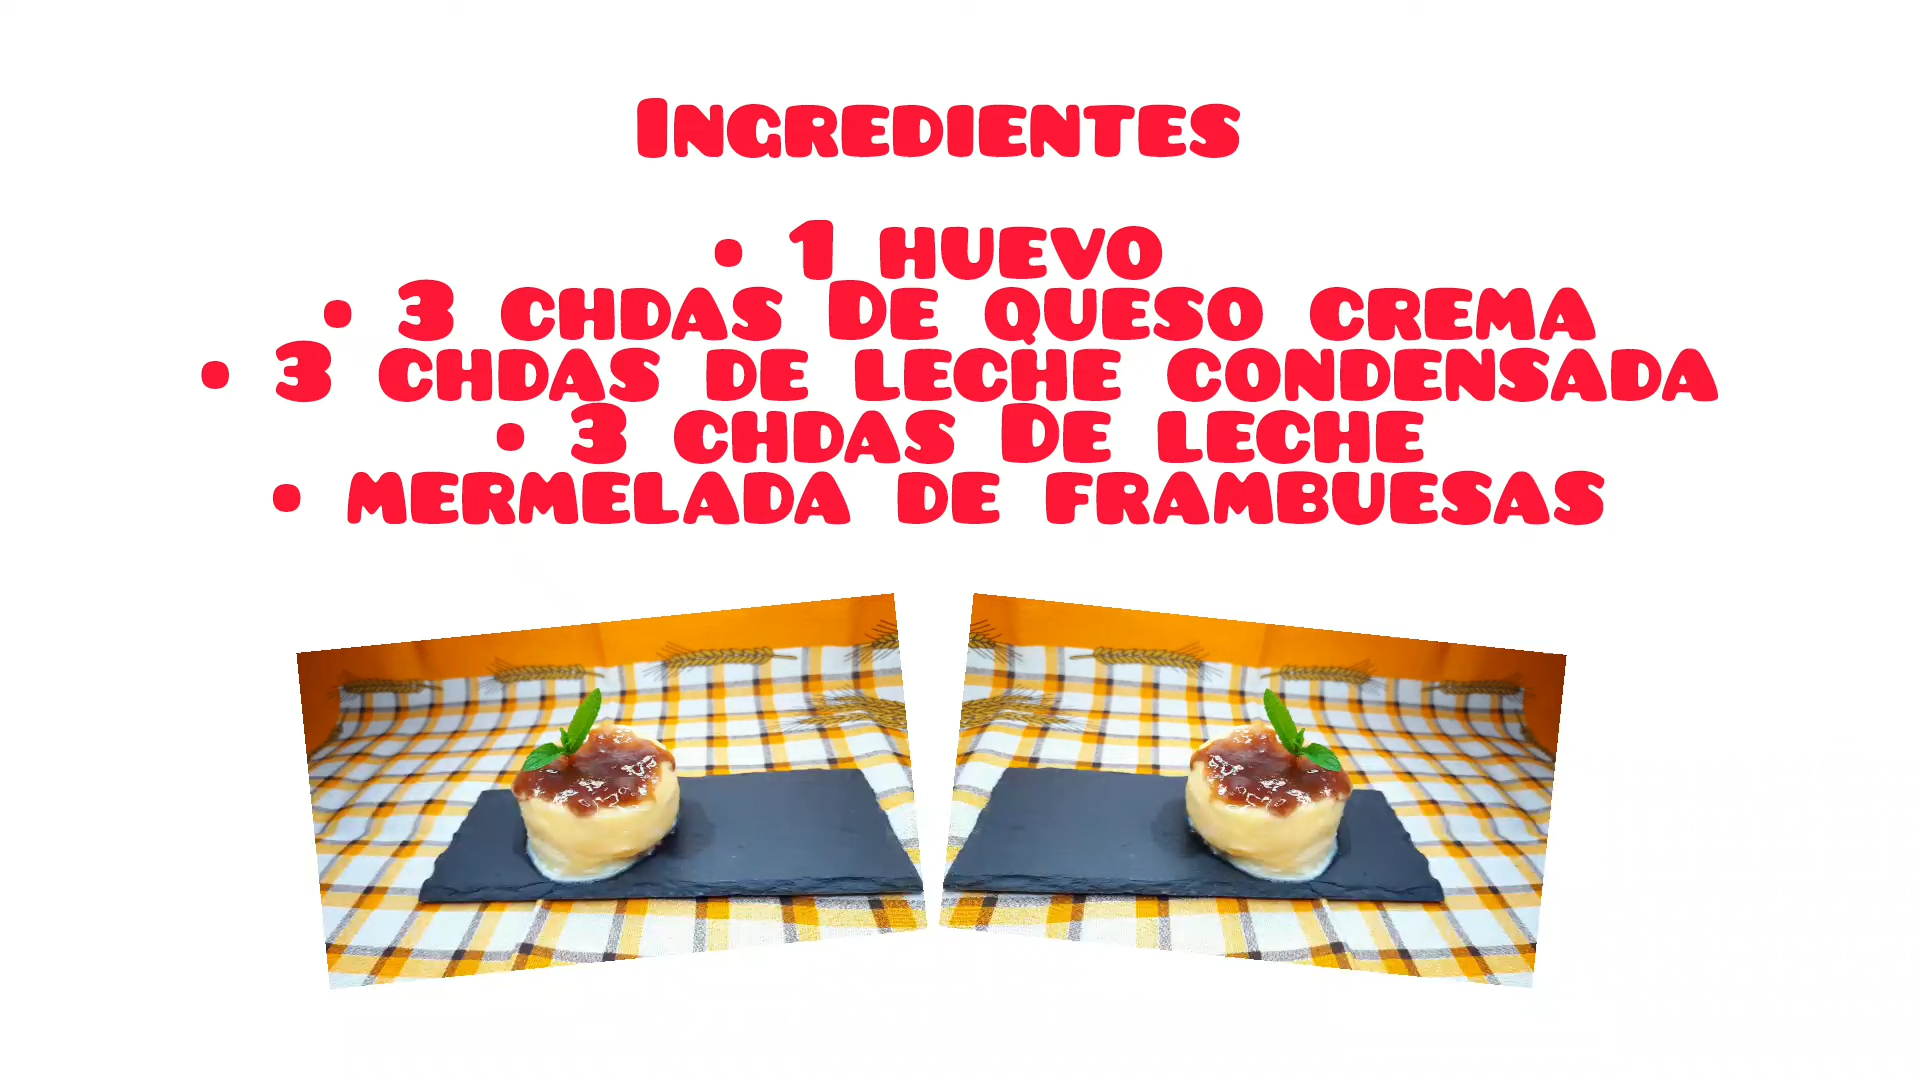 Ingredientes
• 1 huevo
• 3 chdas De queso crema
• 3 chdas de leche condensada
• 3 chdas De leche
• mermelada de frambuesas